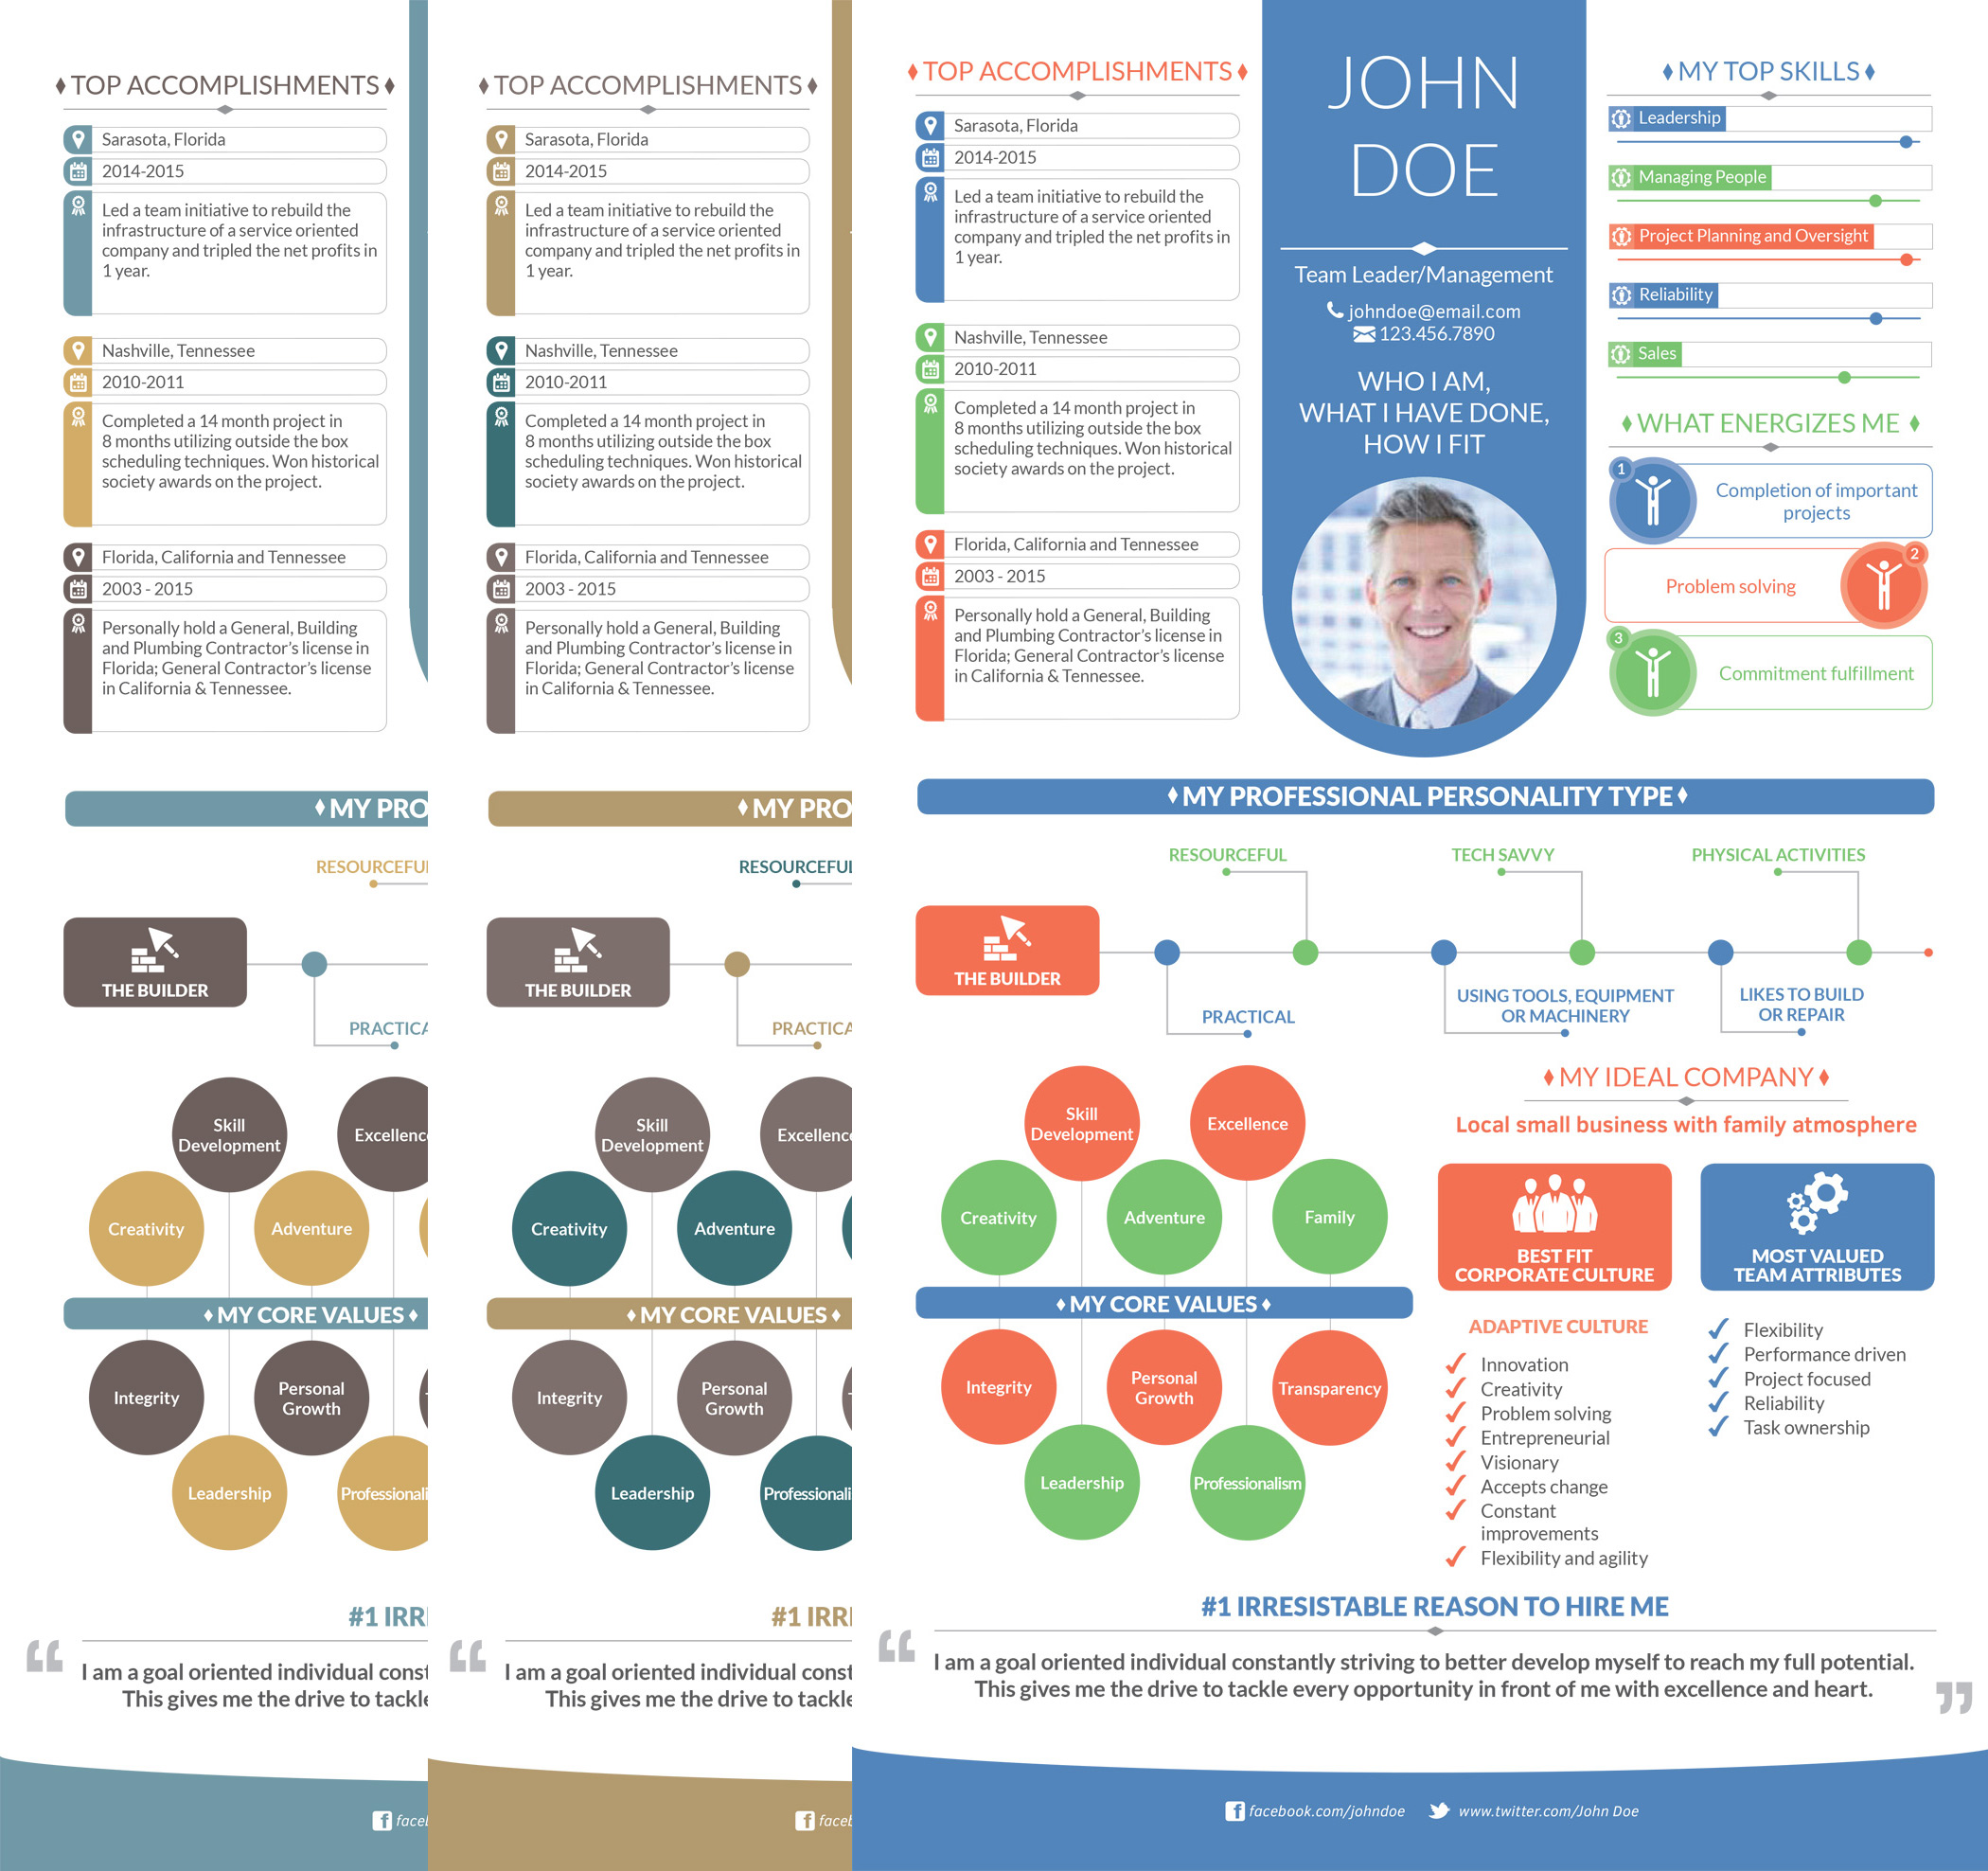 TOP ACCOMPLISHMENTS
Sarasota, Florida
2014-2015
Led a team initiative to rebuild the
infrastructure of a service oriented
company and tripled the net profits in
1 year.
Nashville, Tennessee
2010-2011
Completed a 14 month project in
8 months utilizing outside the box
scheduling techniques. Won historical
society awards on the project.
Florida, California and Tennessee
2003 - 2015
Personally hold a General, Building
and Plumbing Contractor's license in
Florida; General Contractor's license
in California & Tennessee.
MY PRO
RESOURCEFUL
THE BUILDER
PRACTICA
Skill
Development
Excellence
Creativity
Adventure
MY CORE VALUES
Integrity
Personal
Growth
Leadership
Professionali
#1 IRR
“
I am a goal oriented individual const
This gives me the drive to tackle
f facel
TOP ACCOMPLISHMENTS
Sarasota, Florida
2014-2015
Led a team initiative to rebuild the
infrastructure of a service oriented
company and tripled the net profits in
1 year.
Nashville, Tennessee
2010-2011
Completed a 14 month project in
8 months utilizing outside the box
scheduling techniques. Won historical
society awards on the project.
Florida, California and Tennessee
2003 - 2015
Personally hold a General, Building
and Plumbing Contractor's license in
Florida; General Contractor's license
in California & Tennessee.
MY PRO
RESOURCEFUL
THE BUILDER
PRACTICA
Skill
Development
Excellence
Creativity
Adventure
MY CORE VALUES
Integrity
Personal
Growth
Leadership
Professionali
#1 IRR
“
I am a goal oriented individual const
This gives me the drive to tackle
f facel
TOP ACCOMPLISHMENTS
Sarasota, Florida
2014-2015
Led a team initiative to rebuild the
infrastructure of a service oriented
company and tripled the net profits in
1 year.
Nashville, Tennessee
2010-2011
Completed a 14 month project in
8 months utilizing outside the box
scheduling techniques. Won historical
society awards on the project.
Florida, California and Tennessee
2003 - 2015
Personally hold a General, Building
and Plumbing Contractor's license in
Florida; General Contractor's license
in California & Tennessee.
JOHN
DOE
Team Leader/Management
johndoe@email.com
123.456.7890
WHO I AM,
WHAT I HAVE DONE,
HOW I FIT
MY TOP SKILLS
Leadership
Managing People
Project Planning and Oversight
Reliability
Sales
WHAT ENERGIZES ME
1
Completion of important
projects
2
Problem solving
3
Commitment fulfillment
MY PROFESSIONAL PERSONALITY TYPE
RESOURCEFUL
TECH SAVVY
PHYSICAL ACTIVITIES
THE BUILDER
PRACTICAL
USING TOOLS, EQUIPMENT
OR MACHINERY
LIKES TO BUILD
OR REPAIR
Skill
Development
Excellence
Creativity
Adventure
Family
MY CORE VALUES
Integrity
Personal
Growth
Transparency
Leadership
Professionalism
MY IDEAL COMPANY
Local small business with family atmosphere
BEST FIT
CORPORATE CULTURE
ADAPTIVE CULTURE
Innovation
Creativity
Problem solving
Entrepreneurial
Visionary
Accepts change
Constant
improvements
Flexibility and agility
MOST VALUED
TEAM ATTRIBUTES
Flexibility
Performance driven
Project focused
Reliability
Task ownership
#1 IRRESISTABLE REASON TO HIRE ME
“
I am a goal oriented individual constantly striving to better develop myself to reach my full potential.
This gives me the drive to tackle every opportunity in front of me with excellence and heart.
”
f facebook.com/johndoe www.twitter.com/John Doe